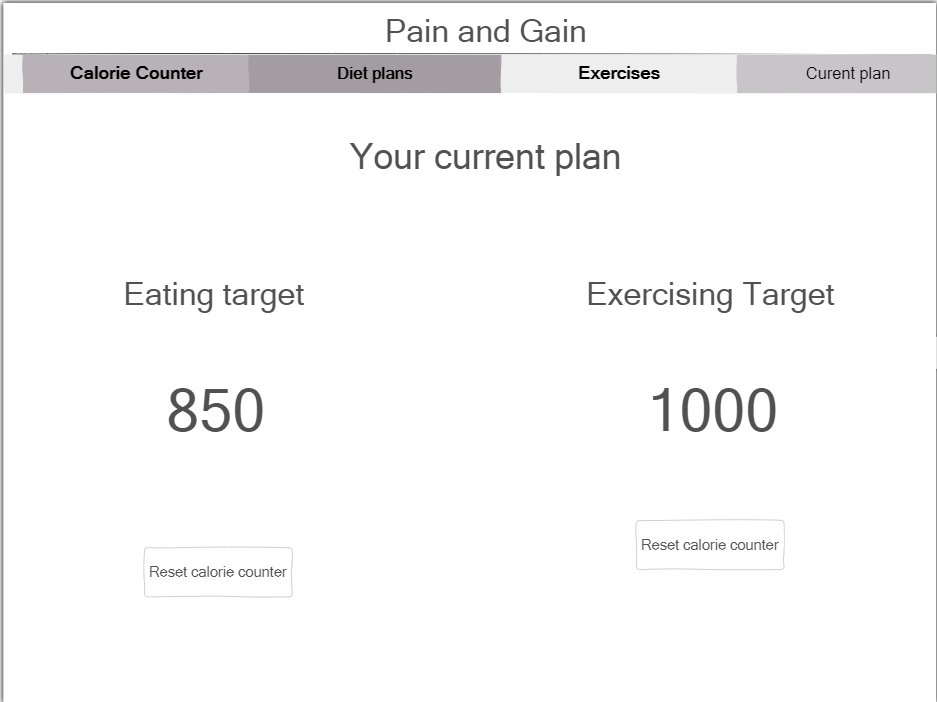 Pain and Gain
Calorie Counter Diet plans Exercises Curent plan
Your current plan
Eating target Exercising Target
850 1000
Reset calorie counter
Reset calorie counter